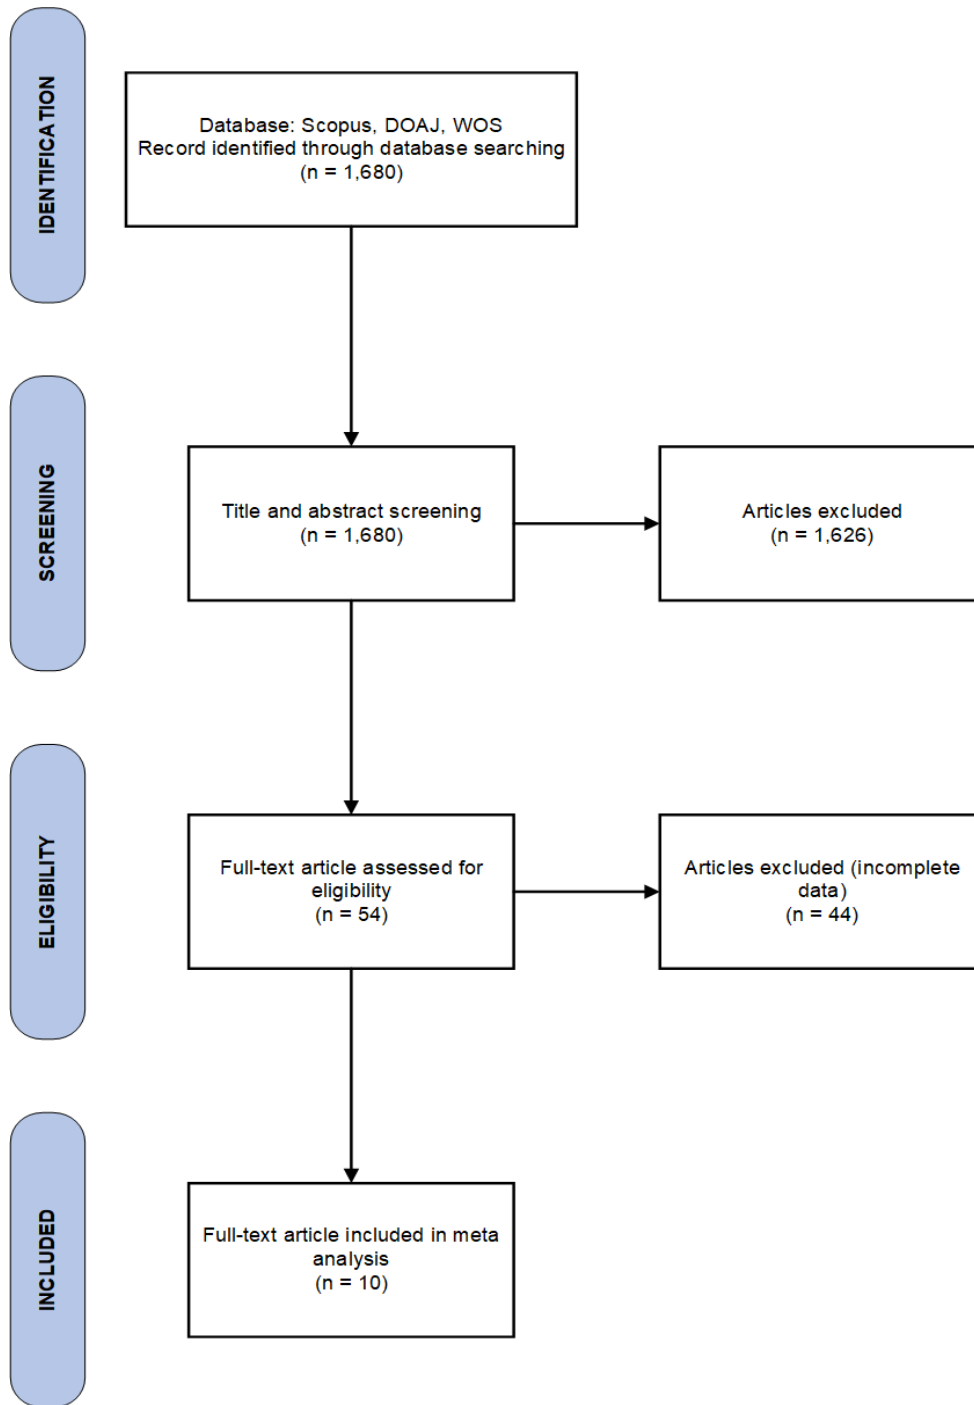 IDENTIFICATION
Database: Scopus, DOAJ, WOS
Record identified through database searching
(n = 1,680)
SCREENING
Title and abstract screening
(n = 1,680)
Articles excluded
(n = 1,626)
ELIGIBILITY
Full-text article assessed for
eligibility
(n = 54)
Articles excluded (incomplete
data)
(n = 44)
INCLUDED
Full-text article included in meta
analysis
(n = 10)